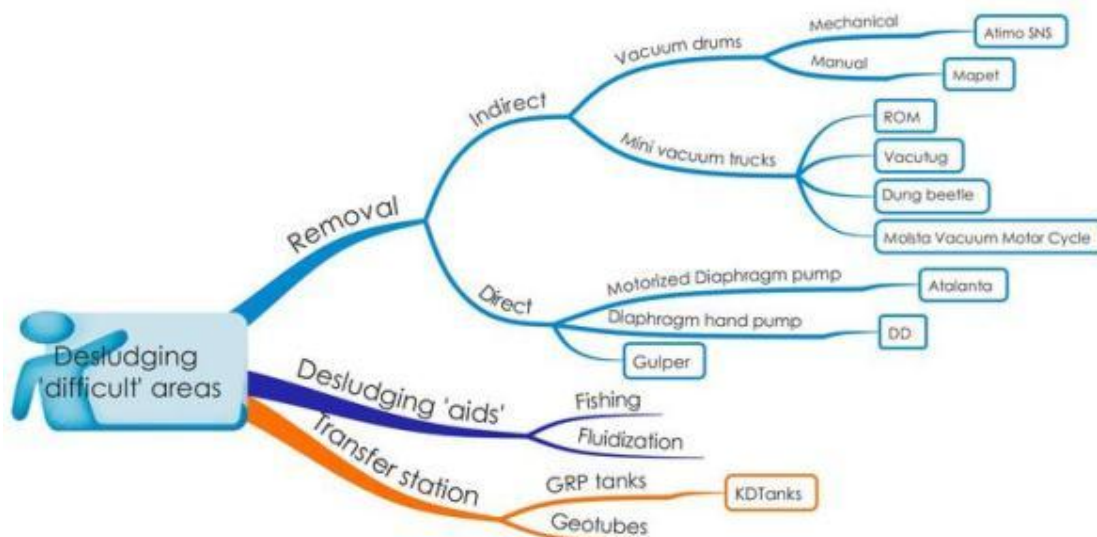 Desludging
'difficult' areas
Removal
Indirect
Vacuum drums
Mechanical
Atimo SNS
Manual
Mapet
Mini vacuum trucks
ROM
Vacutug
Dung beetle
Molsta Vacuum Motor Cycle
Direct
Motorized Diaphragm pump
Atalanta
Diaphragm hand pump
DD
Gulper
Desludging 'aids'
Fishing
Fluidization
Transfer station
GRP tanks
KDTanks
Geotubes